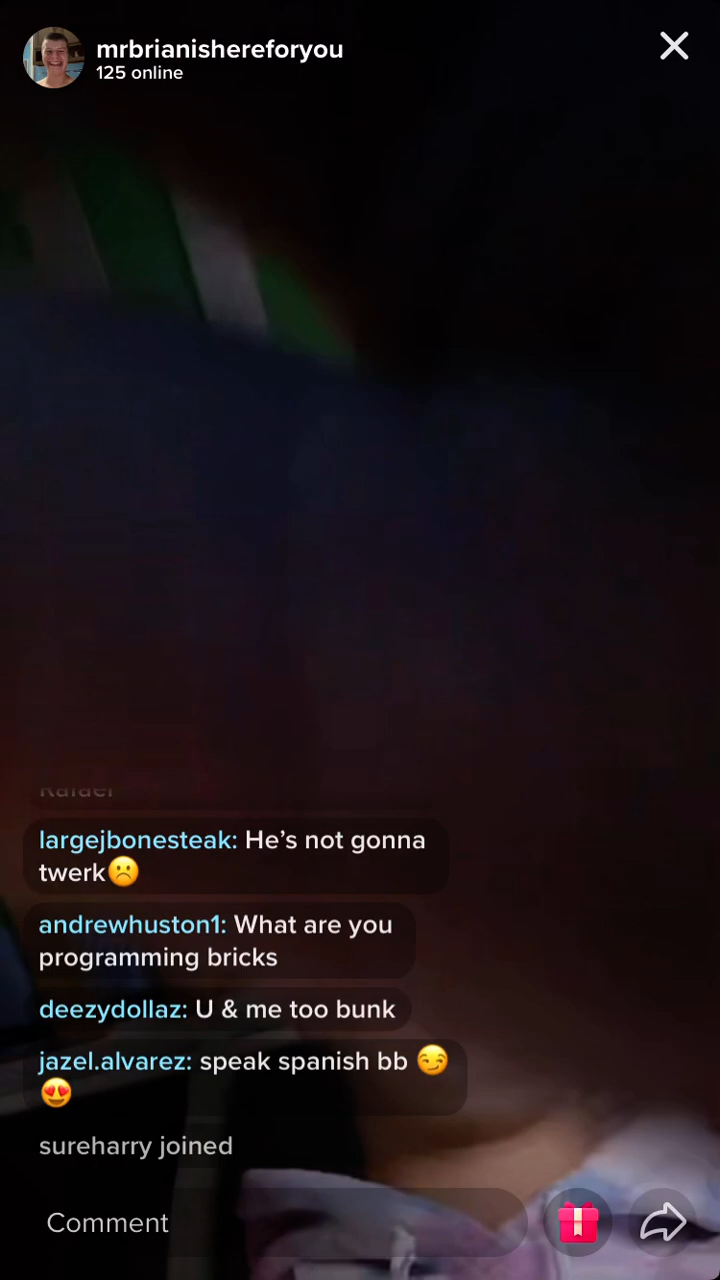 mrbrianishereforyou
125 online
largejbonesteak: He's not gonna
twerk☹️
andrewhuston1: What are you
programming bricks
deezydollaz: U & me too bunk
jazel.alvarez: speak spanish bb 😏
😍
sureharry joined
Comment